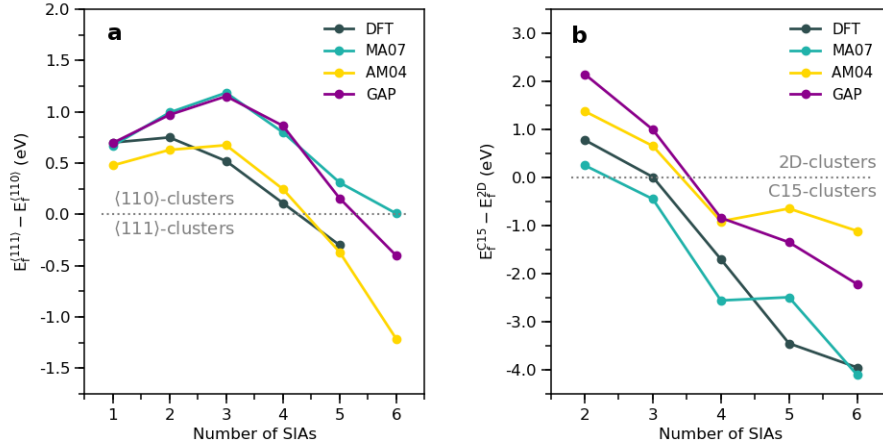 a
DFT
MA07
AM04
GAP
2.0
1.5
1.0
0.5
0.0
-0.5
-1.0
-1.5
E_f^⟨111⟩ − E_f^⟨110⟩ (eV)
⟨110⟩-clusters
⟨111⟩-clusters
1 2 3 4 5 6
Number of SIAs
b
DFT
MA07
AM04
GAP
3.0
2.0
1.0
0.0
-1.0
-2.0
-3.0
-4.0
E_f^C15 − E_f^2D (eV)
2D-clusters
C15-clusters
2 3 4 5 6
Number of SIAs